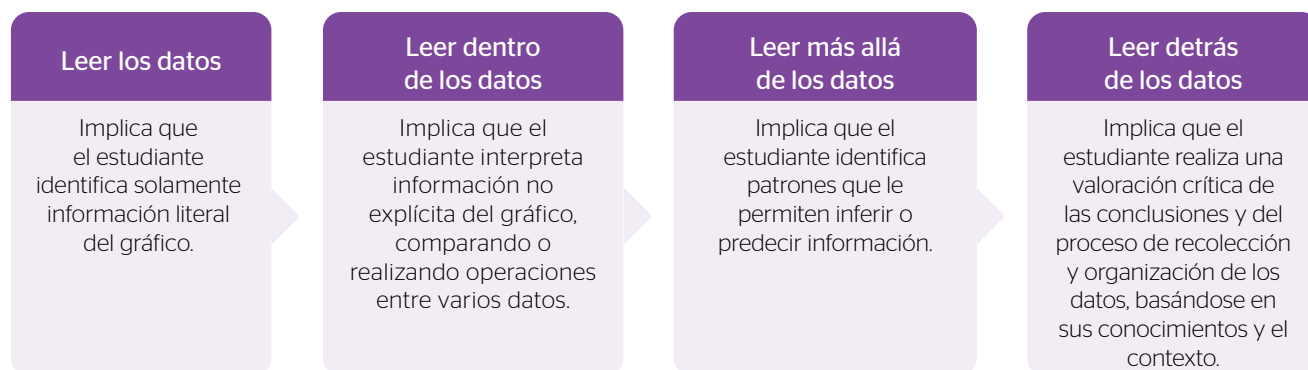 Leer los datos
Implica que
el estudiante
identifica solamente
información literal
del gráfico.
Leer dentro
de los datos
Implica que el
estudiante interpreta
información no
explícita del gráfico,
comparando o
realizando operaciones
entre varios datos.
Leer más allá
de los datos
Implica que el
estudiante identifica
patrones que le
permiten inferir o
predecir información.
Leer detrás
de los datos
Implica que el
estudiante realiza una
valoración crítica de
las conclusiones y del
proceso de recolección
y organización de los
datos, basándose en
sus conocimientos y el
contexto.